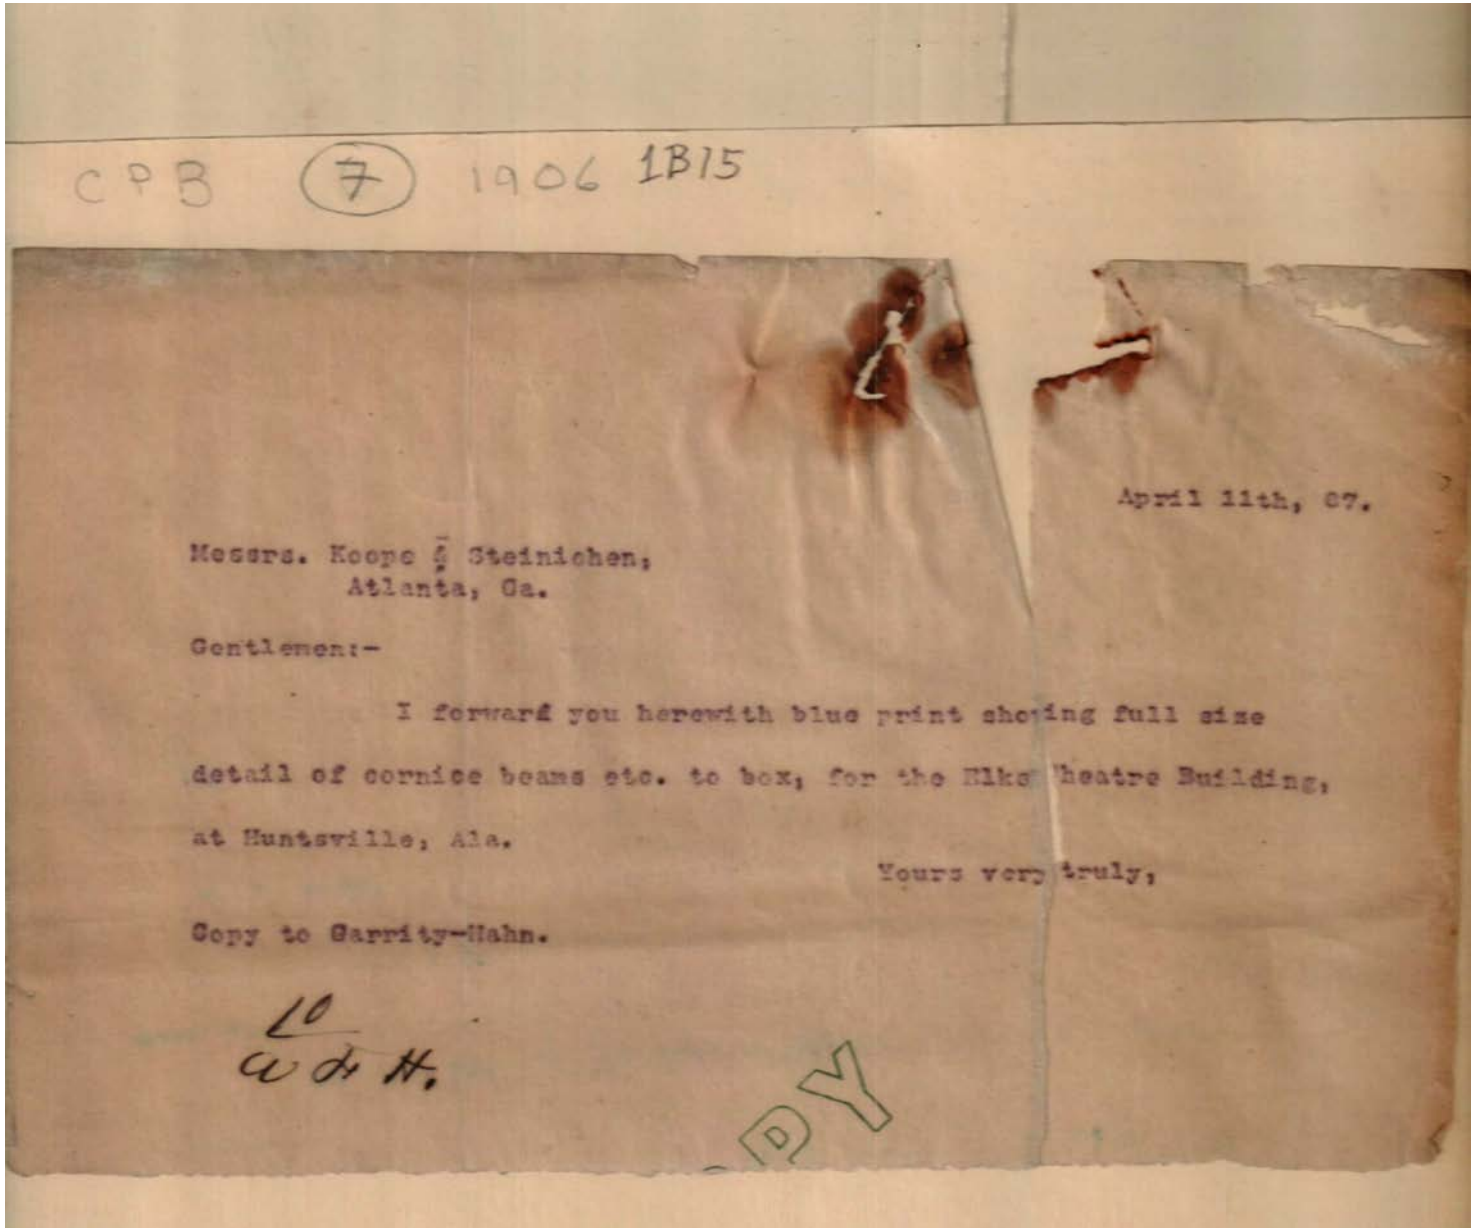 CPB 7 1906 1B15
April 11th, 07.
Messrs. Koope & Steinichen,
Atlanta, Ga.
Gentlemen:-
I forward you herewith blue print showing full size
detail of cornice beams etc. to box, for the Elks Theatre Building,
at Huntsville, Ala.
Yours very truly,
Copy to Garrity-Hahn.
10
H.